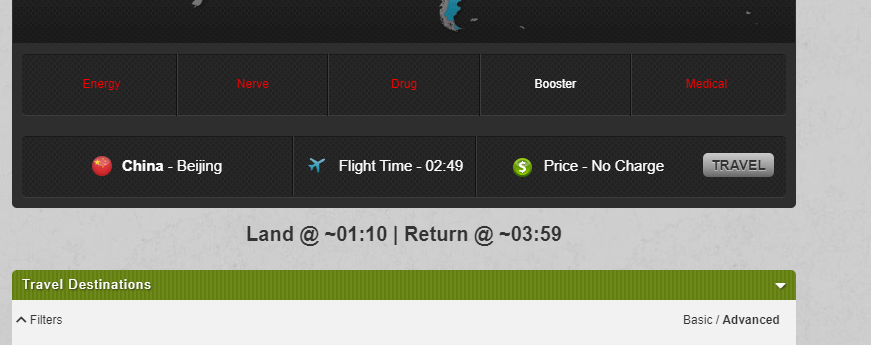 Energy Nerve Drug Booster Medical
China - Beijing Flight Time - 02:49 Price - No Charge TRAVEL
Land @ ~01:10 | Return @ ~03:59
Travel Destinations
Filters Basic / Advanced